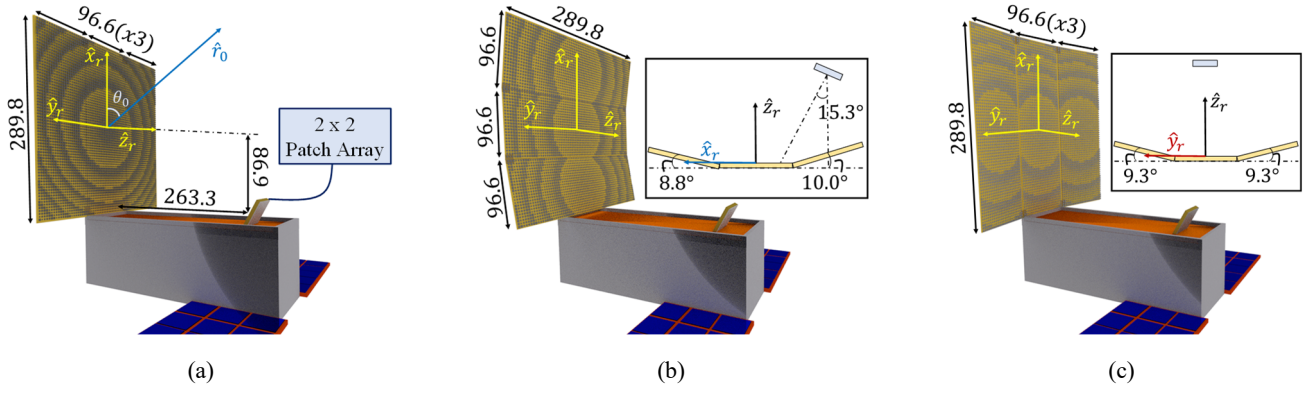 96.6(x3)
289.8
x̂r
ŷr
ẑr
θ0
r̂0
86.9
263.3
2 x 2
Patch Array
(a)
289.8
96.6
96.6
96.6
x̂r
ŷr
ẑr
15.3°
ẑr
x̂r
8.8°
10.0°
(b)
96.6(x3)
289.8
x̂r
ŷr
ẑr
ẑr
ŷr
9.3°
9.3°
(c)